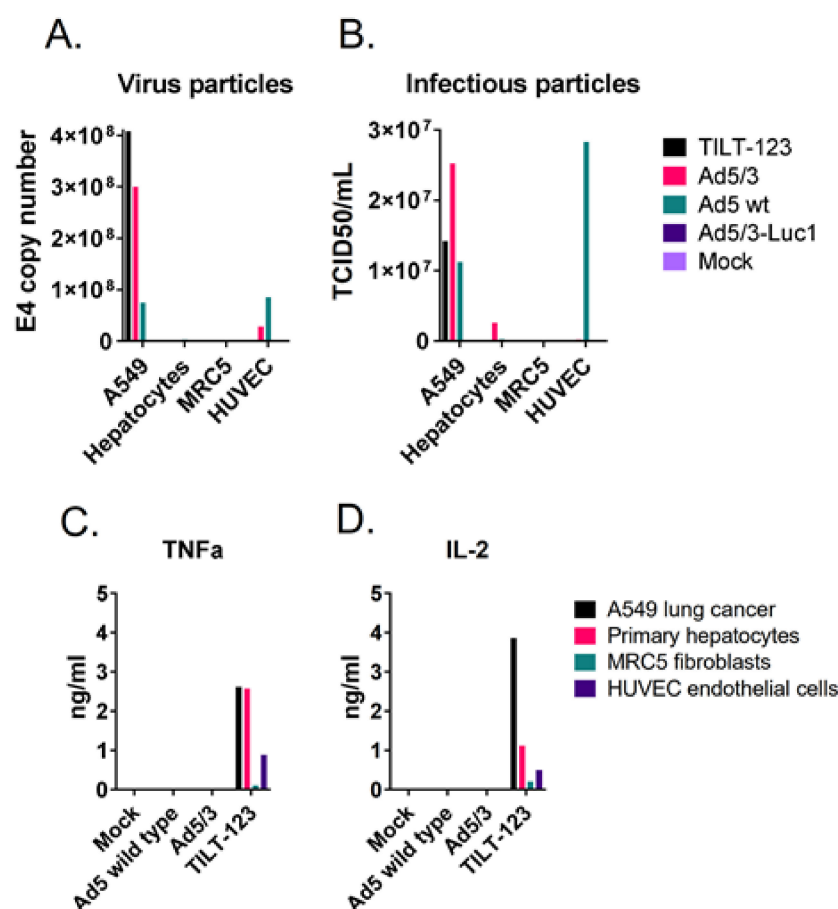 A.
Virus particles
E4 copy number
4×10⁸
3×10⁸
2×10⁸
1×10⁸
0
A549
Hepatocytes
MRC5
HUVEC
B.
Infectious particles
TCID50/mL
3×10⁷
2×10⁷
1×10⁷
0
A549
Hepatocytes
MRC5
HUVEC
TILT-123
Ad5/3
Ad5 wt
Ad5/3-Luc1
Mock
C.
TNFa
ng/ml
5
4
3
2
1
0
Mock
Ad5 wild type
Ad5/3
TILT-123
D.
IL-2
ng/ml
5
4
3
2
1
0
Mock
Ad5 wild type
Ad5/3
TILT-123
A549 lung cancer
Primary hepatocytes
MRC5 fibroblasts
HUVEC endothelial cells